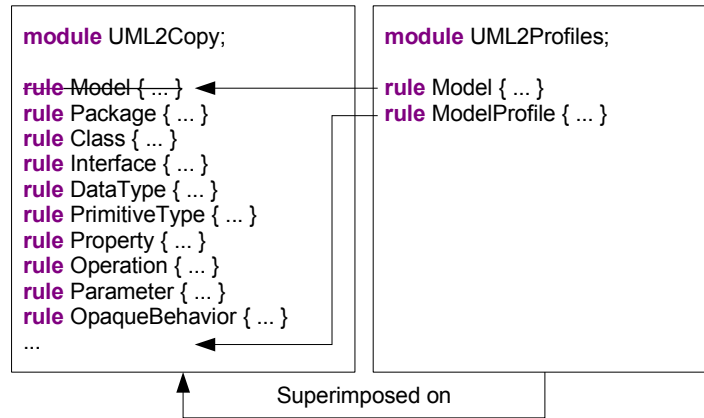 module UML2Copy;
rule Model { ... }
rule Package { ... }
rule Class { ... }
rule Interface { ... }
rule DataType { ... }
rule PrimitiveType { ... }
rule Property { ... }
rule Operation { ... }
rule Parameter { ... }
rule OpaqueBehavior { ... }
...
module UML2Profiles;
rule Model { ... }
rule ModelProfile { ... }
Superimposed on